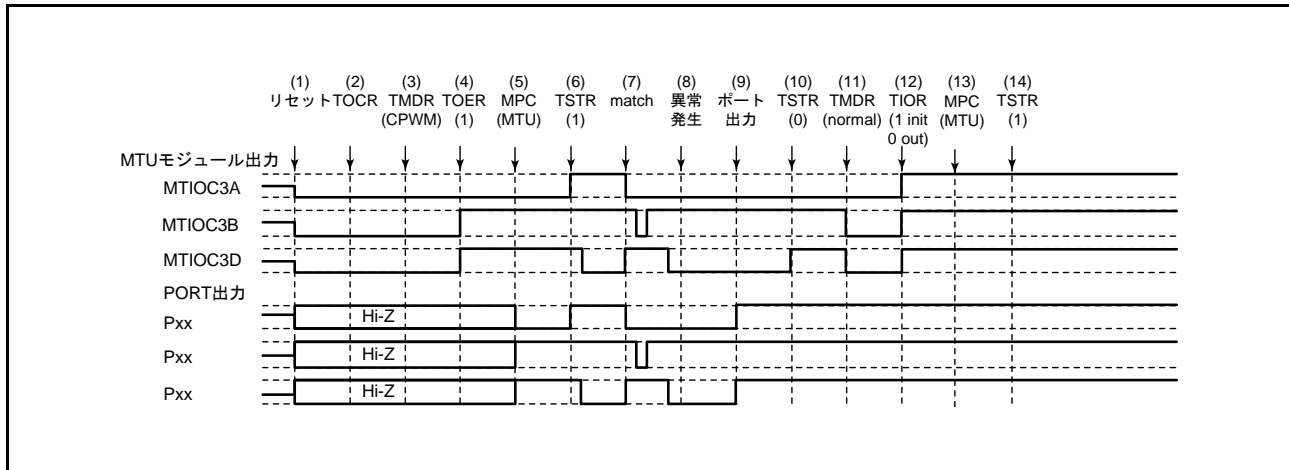 (1) (2) (3) (4) (5) (6) (7) (8) (9) (10) (11) (12) (13) (14)
リセット TOCR TMDR TOER MPC TSTR match 異常 ポート TSTR TMDR TIOR MPC TSTR
(CPWM) (1) (MTU) (1) 発生 出力 (0) (normal) (1 init (MTU) (1)
0 out)
MTUモジュール出力
MTIOC3A
MTIOC3B
MTIOC3D
PORT出力
Pxx Hi-Z
Pxx Hi-Z
Pxx Hi-Z